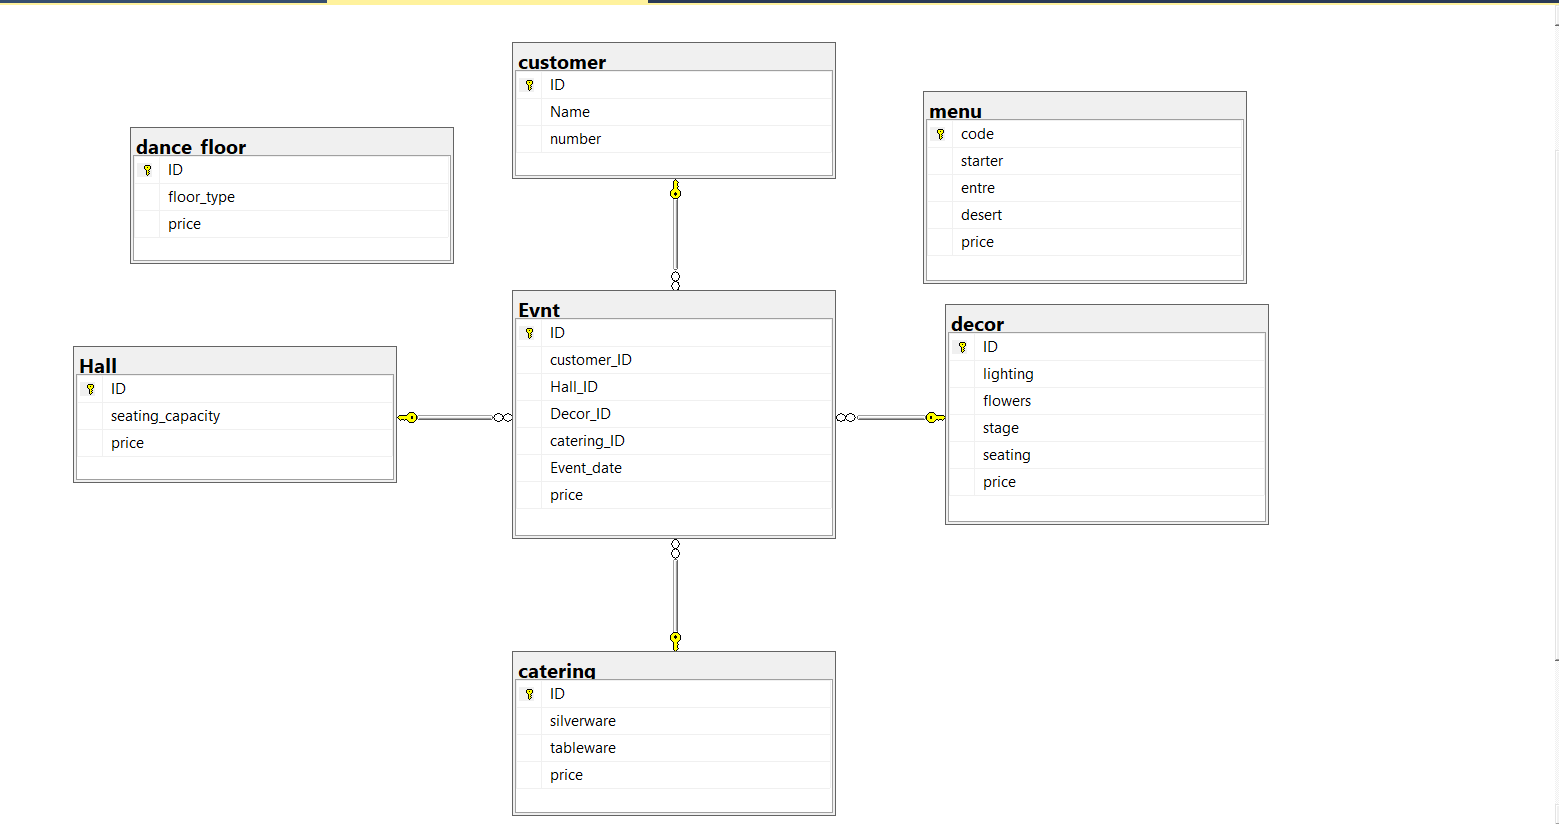 customer
ID
Name
number
menu
code
starter
entre
desert
price
dance_floor
ID
floor_type
price
Evnt
ID
customer_ID
Hall_ID
Decor_ID
catering_ID
Event_date
price
decor
ID
lighting
flowers
stage
seating
price
Hall
ID
seating_capacity
price
catering
ID
silverware
tableware
price